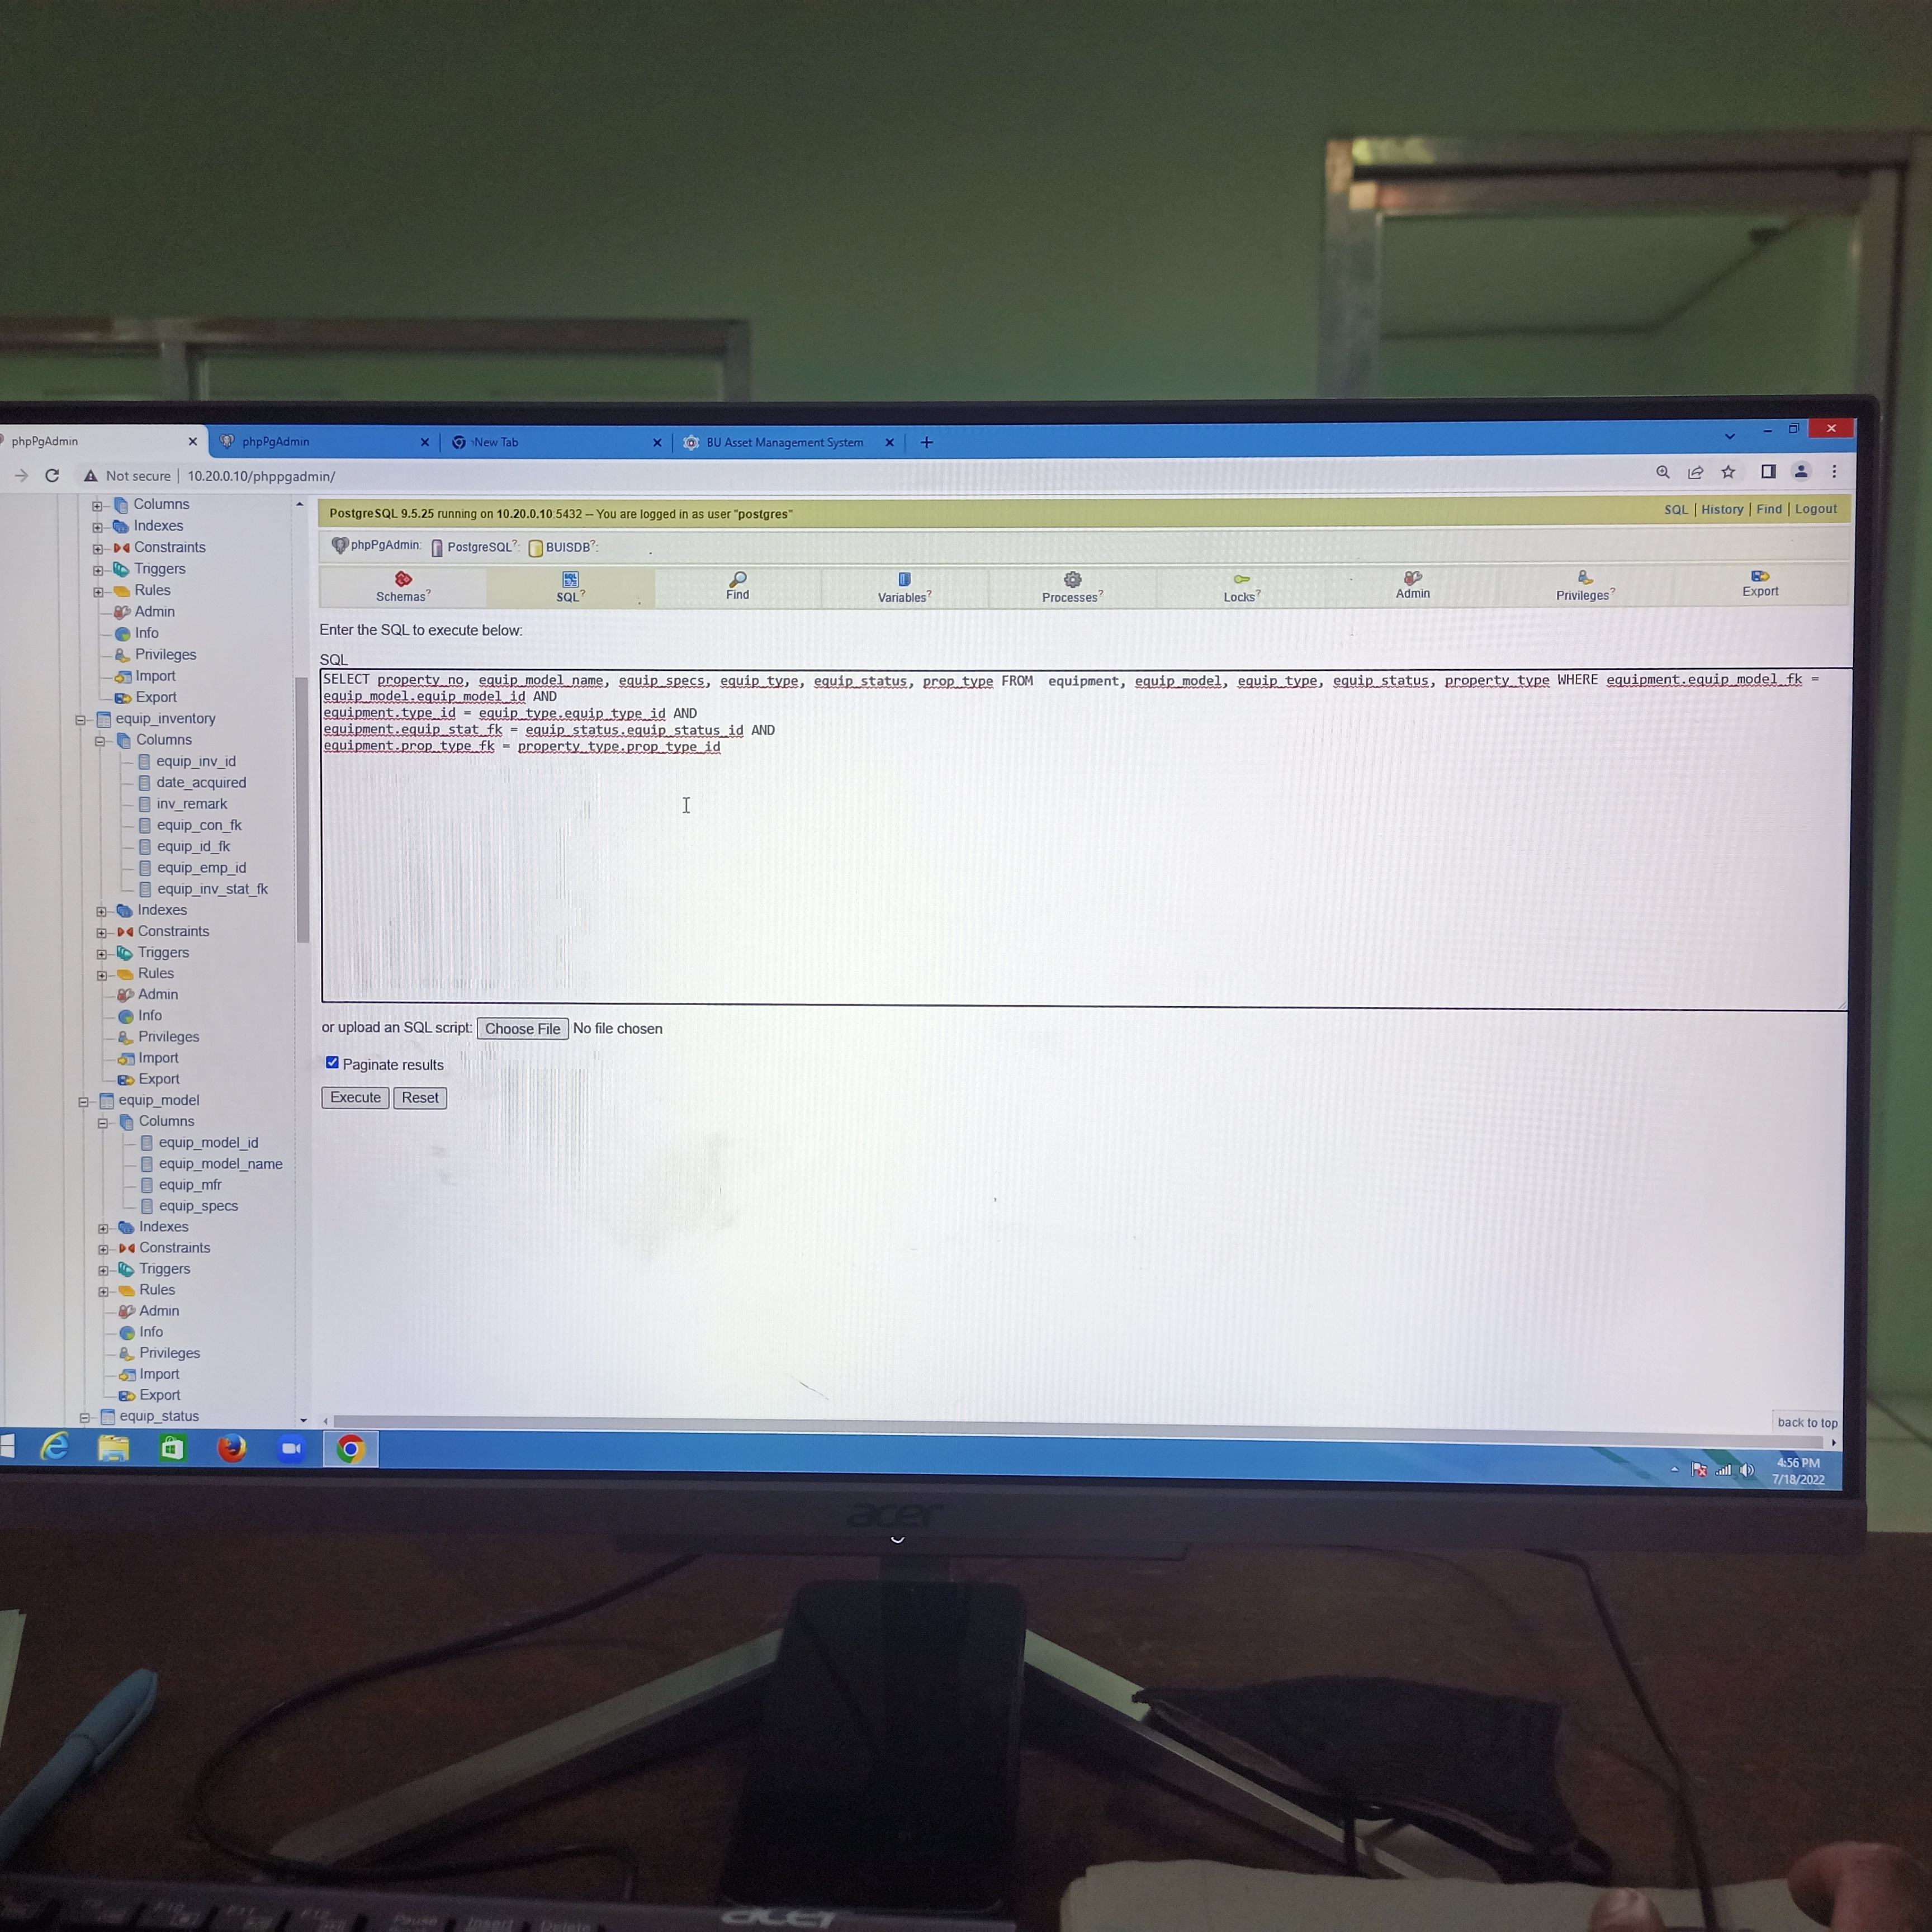 phpPgAdmin
phpPgAdmin
New Tab
BU Asset Management System
Not secure | 10.20.0.10/phppgadmin/
Columns
Indexes
Constraints
Triggers
Rules
Admin
Info
Privileges
Import
Export
equip_inventory
Columns
equip_inv_id
date_acquired
inv_remark
equip_con_fk
equip_id_fk
equip_emp_id
equip_inv_stat_fk
Indexes
Constraints
Triggers
Rules
Admin
Info
Privileges
Import
Export
equip_model
Columns
equip_model_id
equip_model_name
equip_mfr
equip_specs
Indexes
Constraints
Triggers
Rules
Admin
Info
Privileges
Import
Export
equip_status
PostgreSQL 9.5.25 running on 10.20.0.10:5432 -- You are logged in as user "postgres"
SQL | History | Find | Logout
phpPgAdmin: PostgreSQL?: BUISDB?:
Schemas? SQL? Find Variables? Processes? Locks? Admin Privileges? Export
Enter the SQL to execute below:
SQL
SELECT property_no, equip_model_name, equip_specs, equip_type, equip_status, prop_type FROM  equipment, equip_model, equip_type, equip_status, property_type WHERE equipment.equip_model_fk =
equip_model.equip_model_id AND
equipment.type_id = equip_type.equip_type_id AND
equipment.equip_stat_fk = equip_status.equip_status_id AND
equipment.prop_type_fk = property_type.prop_type_id
or upload an SQL script: Choose File No file chosen
Paginate results
Execute Reset
back to top
4:56 PM
7/18/2022
acer
F10 F11 F12 Pause Insert Delete
acer